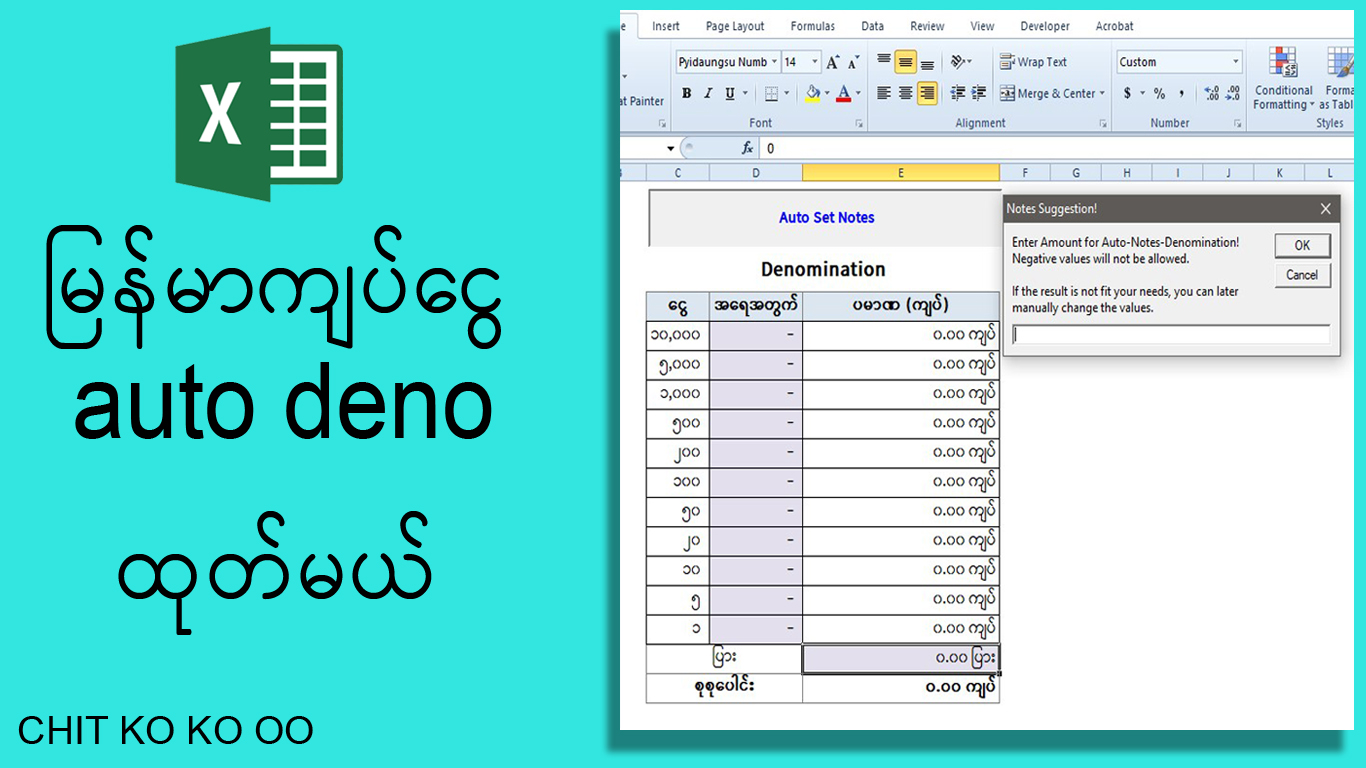 X
မြန်မာကျပ်ငွေ
auto deno
ထုတ်မယ်
CHIT KO KO OO
e Insert Page Layout Formulas Data Review View Developer Acrobat
Pyidaungsu Numb 14 A A Wrap Text Custom
at Painter B I U A Merge & Center $ % , .00 Conditional Formatting Forma as Tabl
Font Alignment Number Styles
fx 0
C D E F G H I J K L
Auto Set Notes
Denomination
ငွေ အရေအတွက် ပမာဏ (ကျပ်)
၁၀,၀၀၀ - ၀.၀၀ ကျပ်
၅,၀၀၀ - ၀.၀၀ ကျပ်
၁,၀၀၀ - ၀.၀၀ ကျပ်
၅၀၀ - ၀.၀၀ ကျပ်
၂၀၀ - ၀.၀၀ ကျပ်
၁၀၀ - ၀.၀၀ ကျပ်
၅၀ - ၀.၀၀ ကျပ်
၂၀ - ၀.၀၀ ကျပ်
၁၀ - ၀.၀၀ ကျပ်
၅ - ၀.၀၀ ကျပ်
၁ - ၀.၀၀ ကျပ်
ပြား ၀.၀၀ ပြား
စုစုပေါင်း ၀.၀၀ ကျပ်
Notes Suggestion!
Enter Amount for Auto-Notes-Denomination!
Negative values will not be allowed.
If the result is not fit your needs, you can later
manually change the values.
OK
Cancel